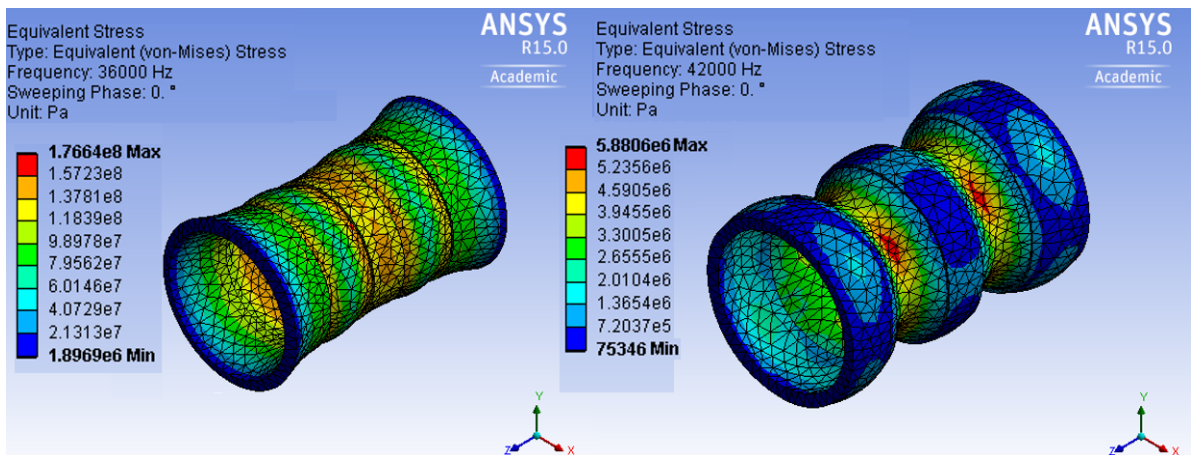 Equivalent Stress
Type: Equivalent (von-Mises) Stress
Frequency: 36000 Hz
Sweeping Phase: 0. °
Unit: Pa
ANSYS
R15.0
Academic
1.7664e8 Max
1.5723e8
1.3781e8
1.1839e8
9.8978e7
7.9562e7
6.0146e7
4.0729e7
2.1313e7
1.8969e6 Min
Y
Z
X
Equivalent Stress
Type: Equivalent (von-Mises) Stress
Frequency: 42000 Hz
Sweeping Phase: 0. °
Unit: Pa
ANSYS
R15.0
Academic
5.8806e6 Max
5.2356e6
4.5905e6
3.9455e6
3.3005e6
2.6555e6
2.0104e6
1.3654e6
7.2037e5
75346 Min
Y
Z
X